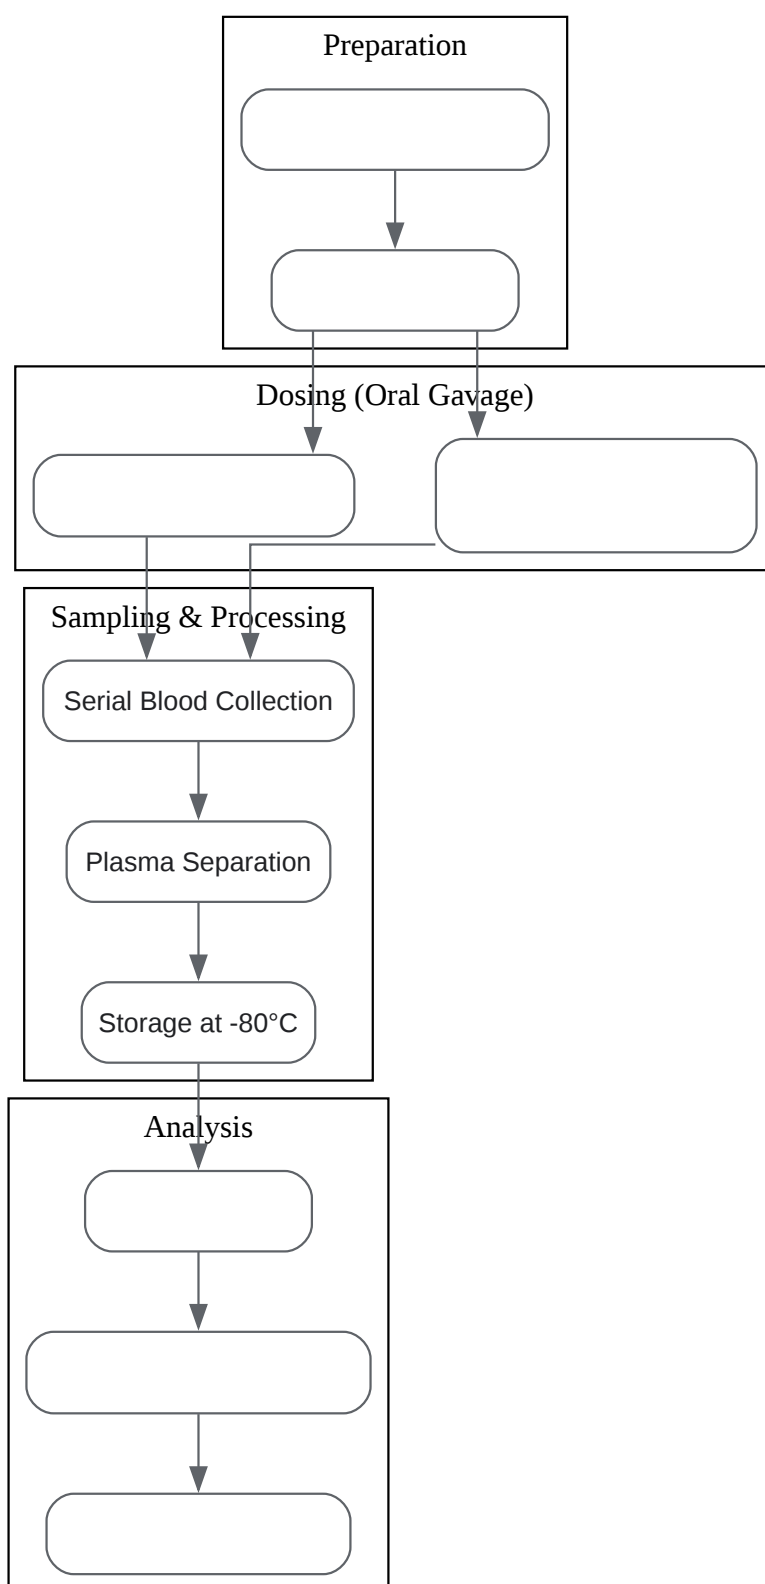 Preparation
Dosing (Oral Gavage)
Sampling & Processing
Serial Blood Collection
Plasma Separation
Storage at -80°C
Analysis